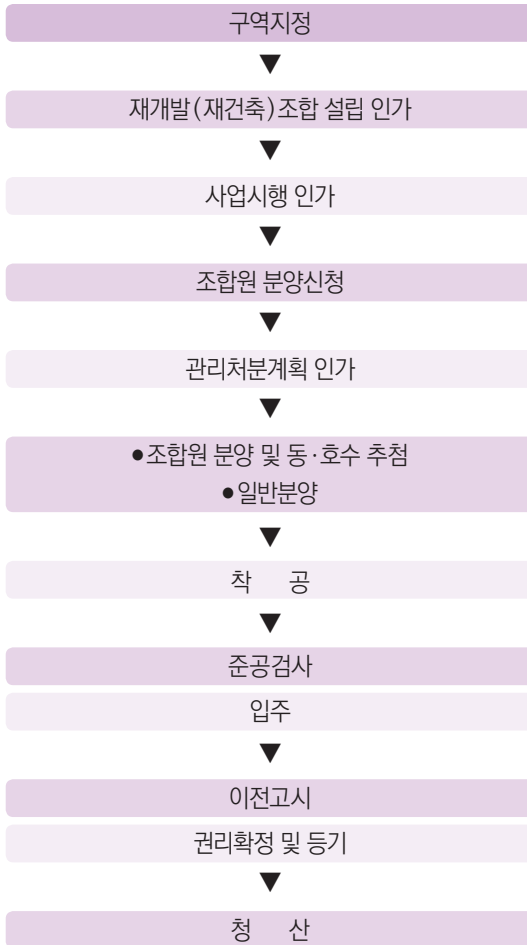 구역지정
▼
재개발(재건축)조합 설립 인가
▼
사업시행 인가
▼
조합원 분양신청
▼
관리처분계획 인가
▼
●조합원 분양 및 동·호수 추첨
●일반분양
▼
착 공
▼
준공검사
입주
▼
이전고시
권리확정 및 등기
▼
청 산